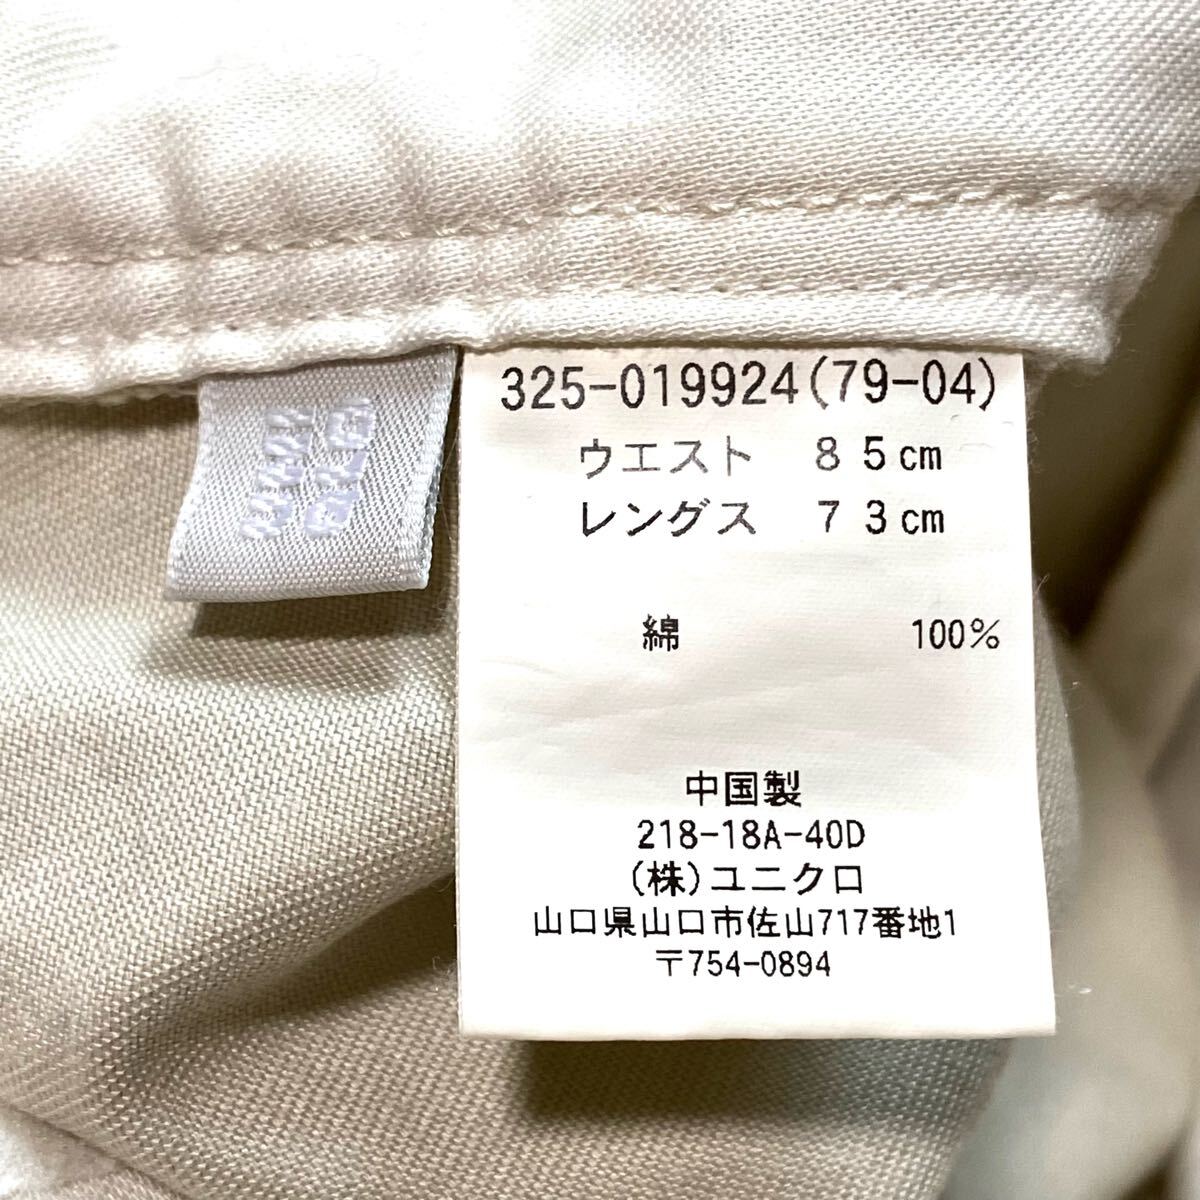 325-019924(79-04)
ウエスト 85cm
レングス 73cm
綿 100%
中国製
218-18A-40D
(株)ユニクロ
山口県山口市佐山717番地1
〒754-0894